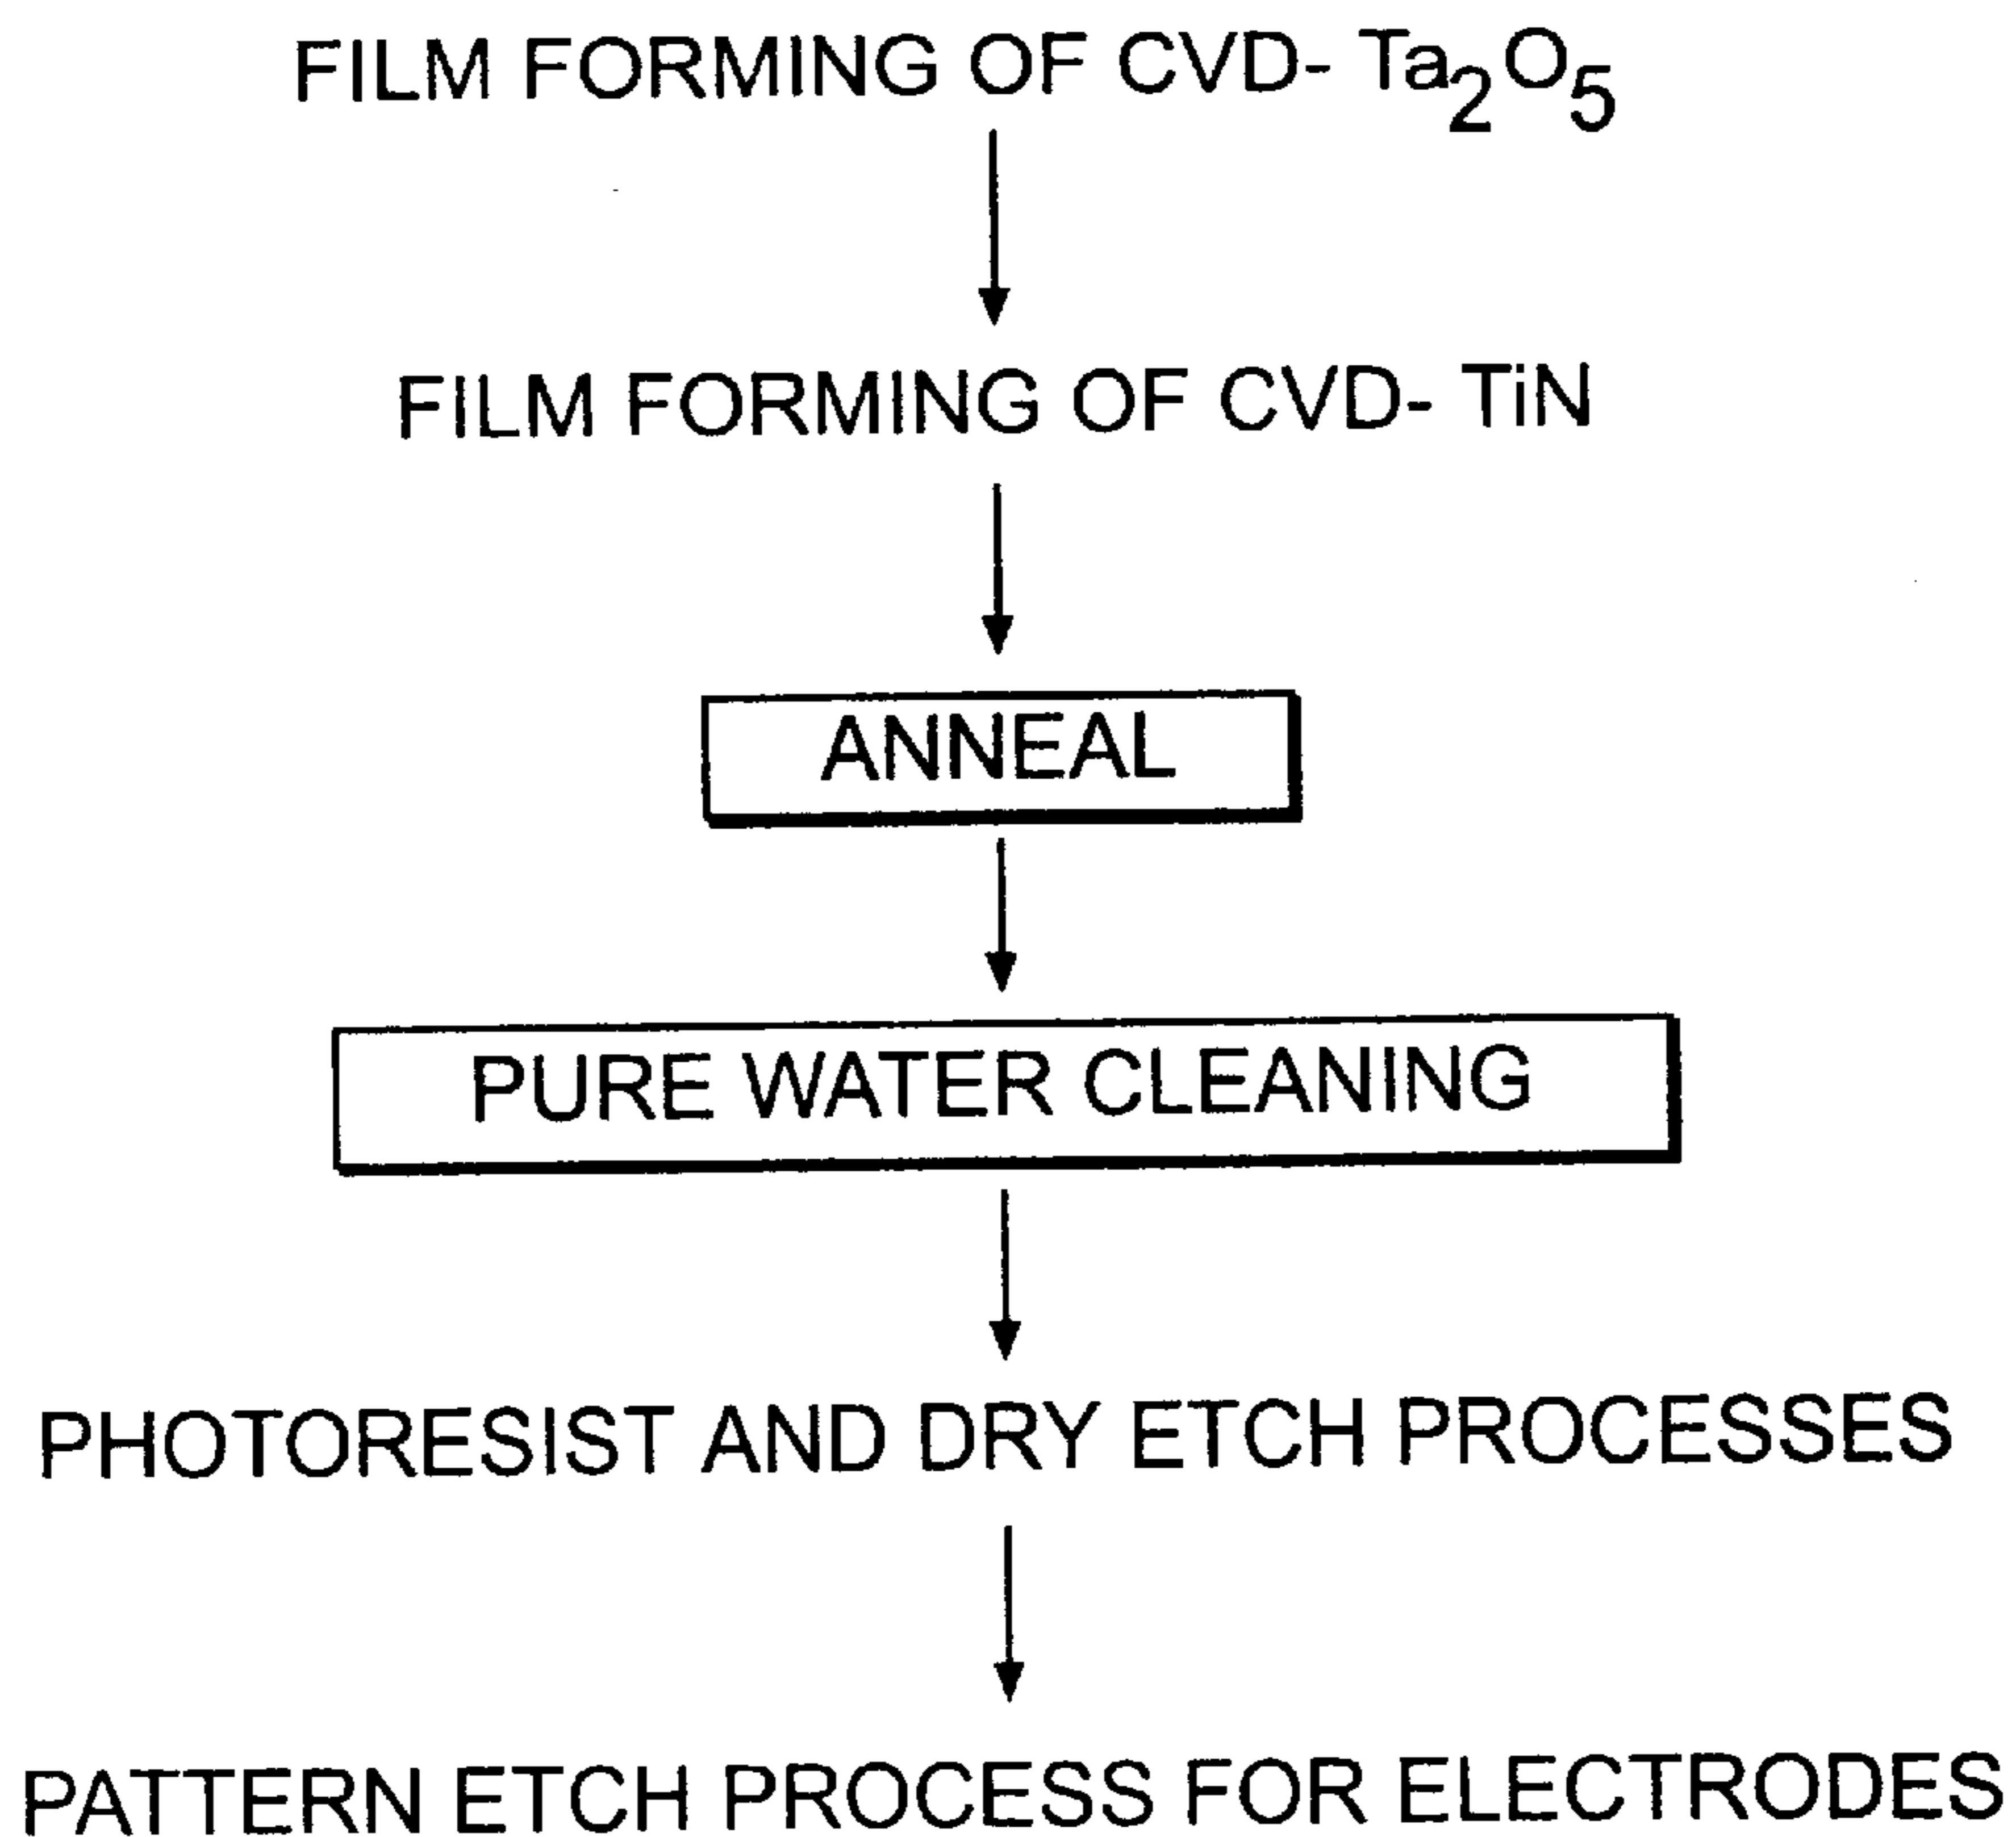 FILM FORMING OF CVD- Ta₂O₅
FILM FORMING OF CVD- TiN
ANNEAL
PURE WATER CLEANING
PHOTORESIST AND DRY ETCH PROCESSES
PATTERN ETCH PROCESS FOR ELECTRODES